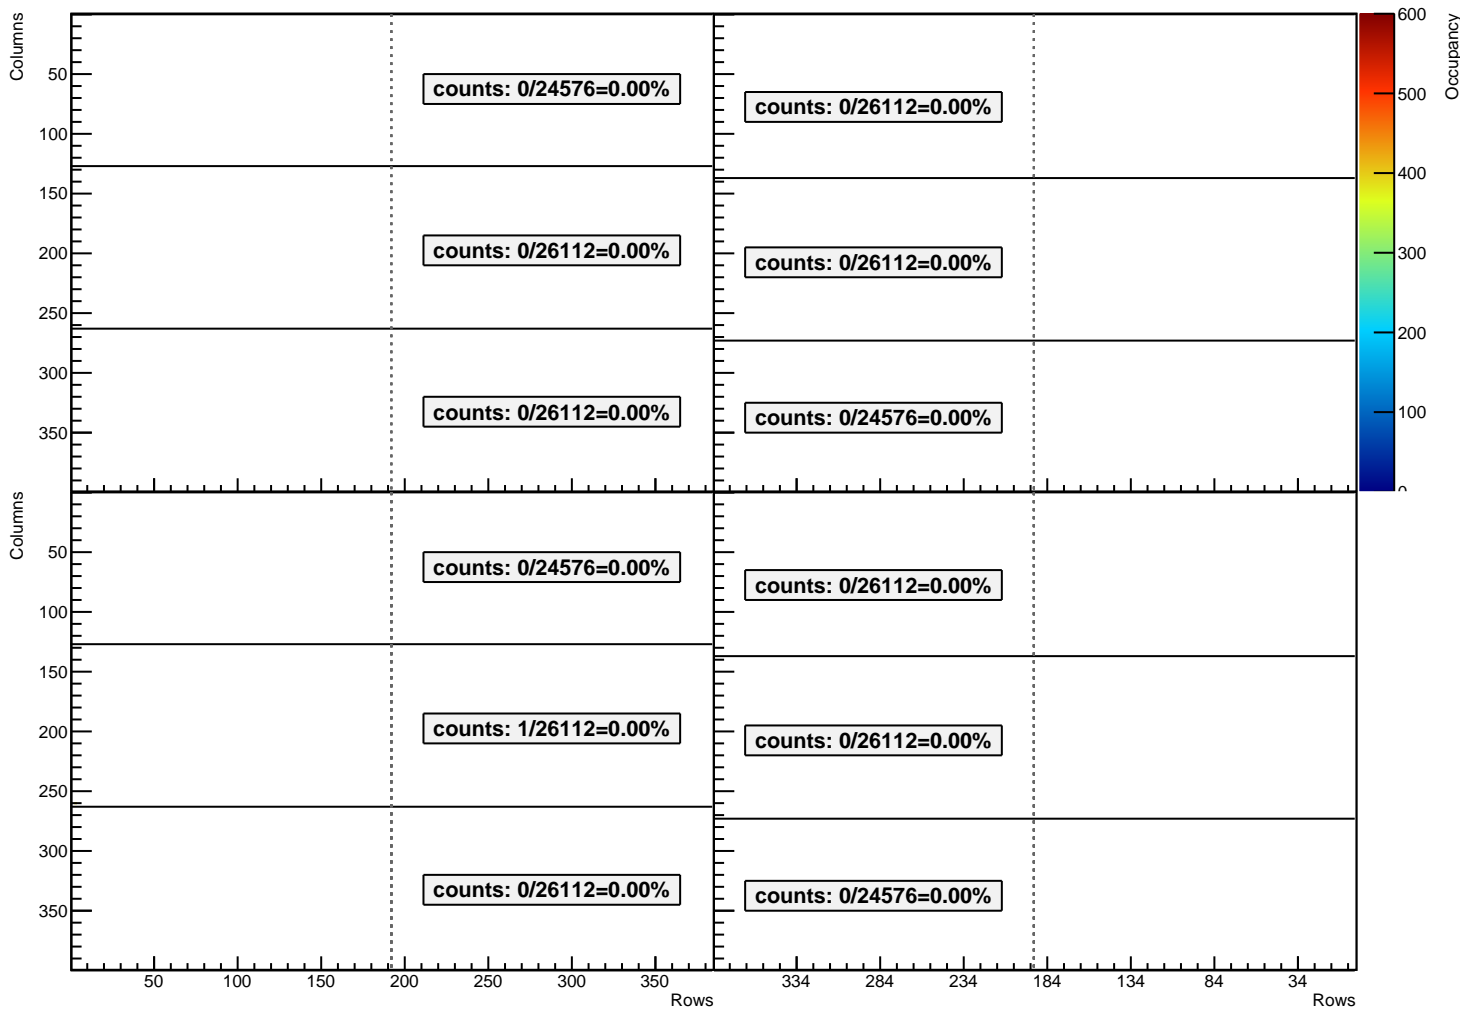 Columns
50
100
150
200
250
300
350
counts: 0/24576=0.00%
counts: 0/26112=0.00%
counts: 0/26112=0.00%
counts: 0/26112=0.00%
counts: 0/26112=0.00%
counts: 0/24576=0.00%
600
500
400
300
200
100
0
Occupancy
Columns
50
100
150
200
250
300
350
counts: 0/24576=0.00%
counts: 1/26112=0.00%
counts: 0/26112=0.00%
50 100 150 200 250 300 350
Rows
counts: 0/26112=0.00%
counts: 0/26112=0.00%
counts: 0/24576=0.00%
334 284 234 184 134 84 34
Rows